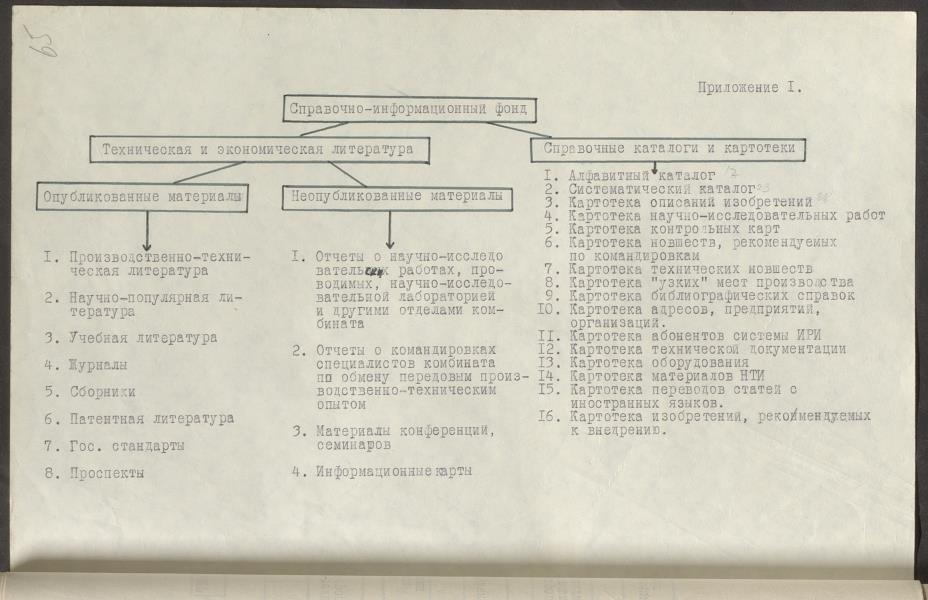 65
Приложение I.
Справочно-информационный фонд
Техническая и экономическая литература
Справочные каталоги и картотеки
Опубликованные материалы
Неопубликованные материалы
I. Производственно-техни-
ческая литература
2. Научно-популярная ли-
тература
3. Учебная литература
4. Журналы
5. Сборники
6. Патентная литература
7. Гос. стандарты
8. Проспекты
I. Отчеты о научно-исследо
вательских работах, про-
водимых, научно-исследо-
вательной лабораторией
и другими отделами ком-
бината
2. Отчеты о командировках
специалистов комбината
по обмену передовым произ-
водственно-техническим
опытом
3. Материалы конференций,
семинаров
4. Информационные карты
I. Алфавитный каталог
2. Систематический каталог
3. Картотека описаний изобретений
4. Картотека научно-исследовательных работ
5. Картотека контрольных карт
6. Картотека новшеств, рекомендуемых
по командировкам
7. Картотека технических новшеств
8. Картотека "узких" мест производства
9. Картотека библиографических справок
IO. Картотека адресов, предприятий,
организаций.
II. Картотека абонентов системы ИРИ
I2. Картотека технической документации
I3. Картотека оборудования
I4. Картотека материалов НТИ
I5. Картотека переводов статей с
иностранных языков.
I6. Картотека изобретений, рекомендуемых
к внедрению.